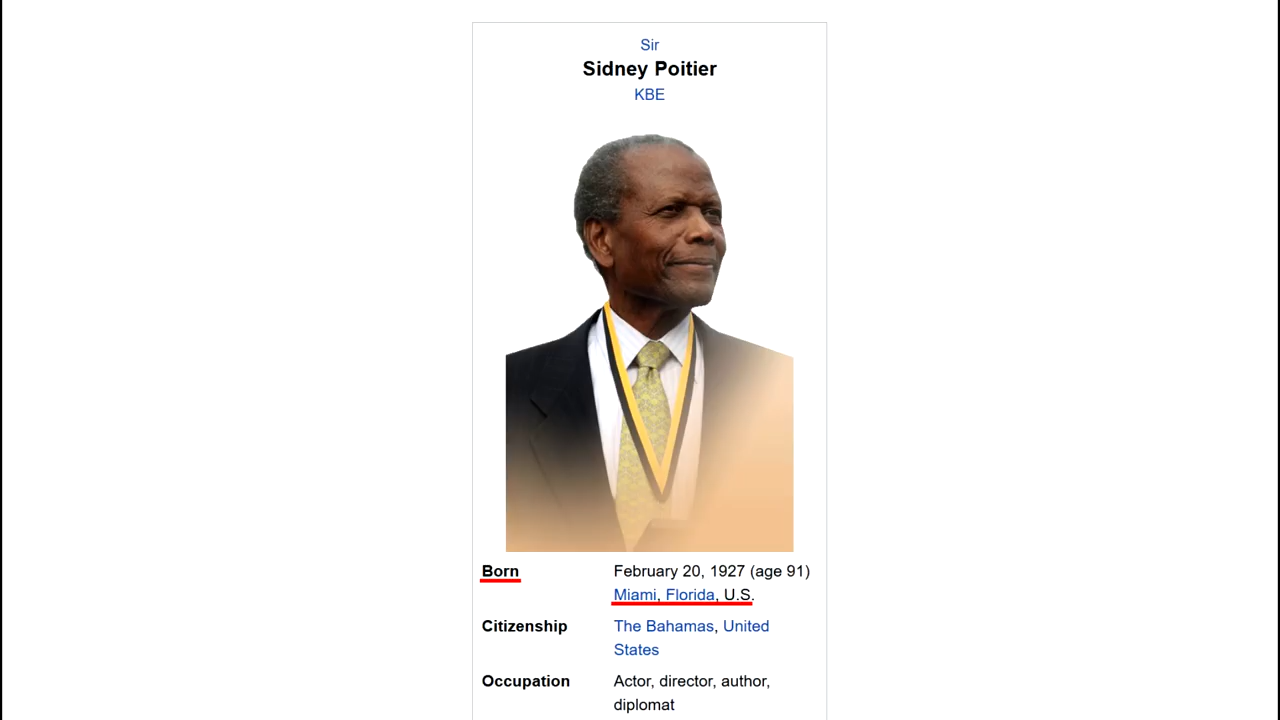 Sir
Sidney Poitier
KBE
Born February 20, 1927 (age 91)
Miami, Florida, U.S.
Citizenship The Bahamas, United
States
Occupation Actor, director, author,
diplomat